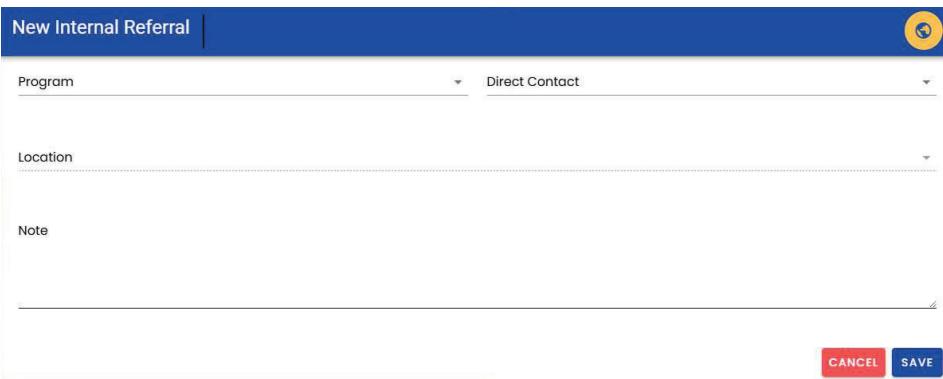 New Internal Referral
Program Direct Contact
Location
Note
CANCEL SAVE